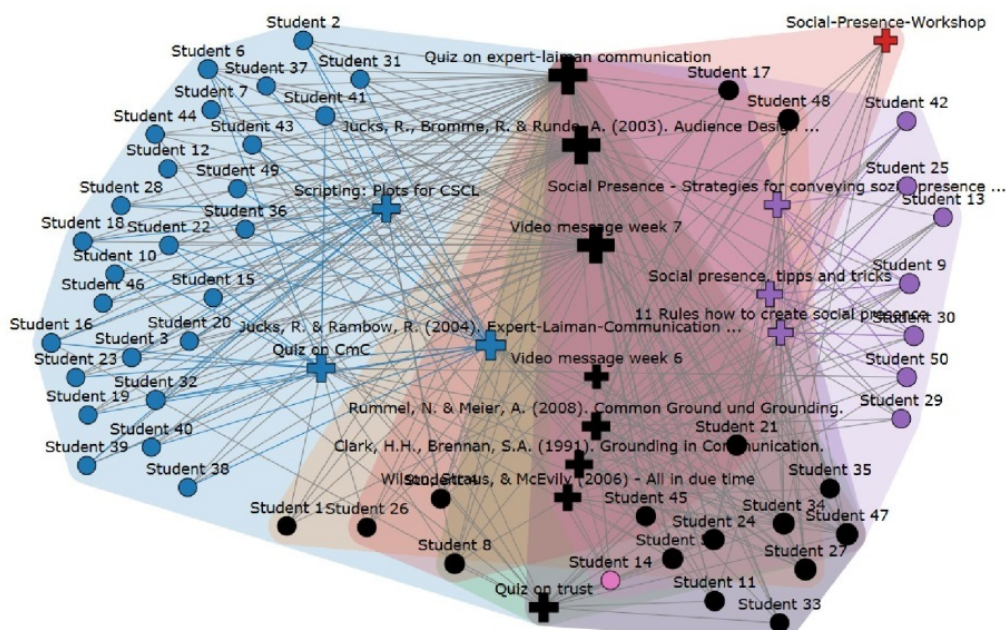 Student 2
Social-Presence-Workshop
Student 6
Quiz on expert-laiman communication
Student 37
Student 31
Student 17
Student 7
Student 41
Student 48
Student 42
Student 44
Student 43
Jucks, R., Bromme, R. & Runde, A. (2003). Audience Design ...
Student 12
Student 25
Student 49
Scripting: Plots for CSCL
Social Presence - Strategies for conveying sozial presence ...
Student 28
Student 13
Student 18
Student 22
Student 36
Video message week 7
Student 10
Student 9
Student 46
Student 15
Social presence, tipps and tricks
11 Rules how to create social presence
Student 16
Student 3
Student 20
Jucks, R. & Rambow, R. (2004). Expert-Laiman-Communication ...
Student 30
Student 23
Quiz on CmC
Video message week 6
Student 50
Student 19
Student 32
Rummel, N. & Meier, A. (2008). Common Ground und Grounding.
Student 29
Student 40
Student 21
Student 39
Clark, H.H., Brennan, S.A. (1991). Grounding in Communication.
Student 38
Student 4
Wilson, Straus, & McEvily (2006) - All in due time
Student 35
Student 1
Student 26
Student 45
Student 34
Student 24
Student 47
Student 8
Student
Student 14
Student 27
Quiz on trust
Student 11
Student 33